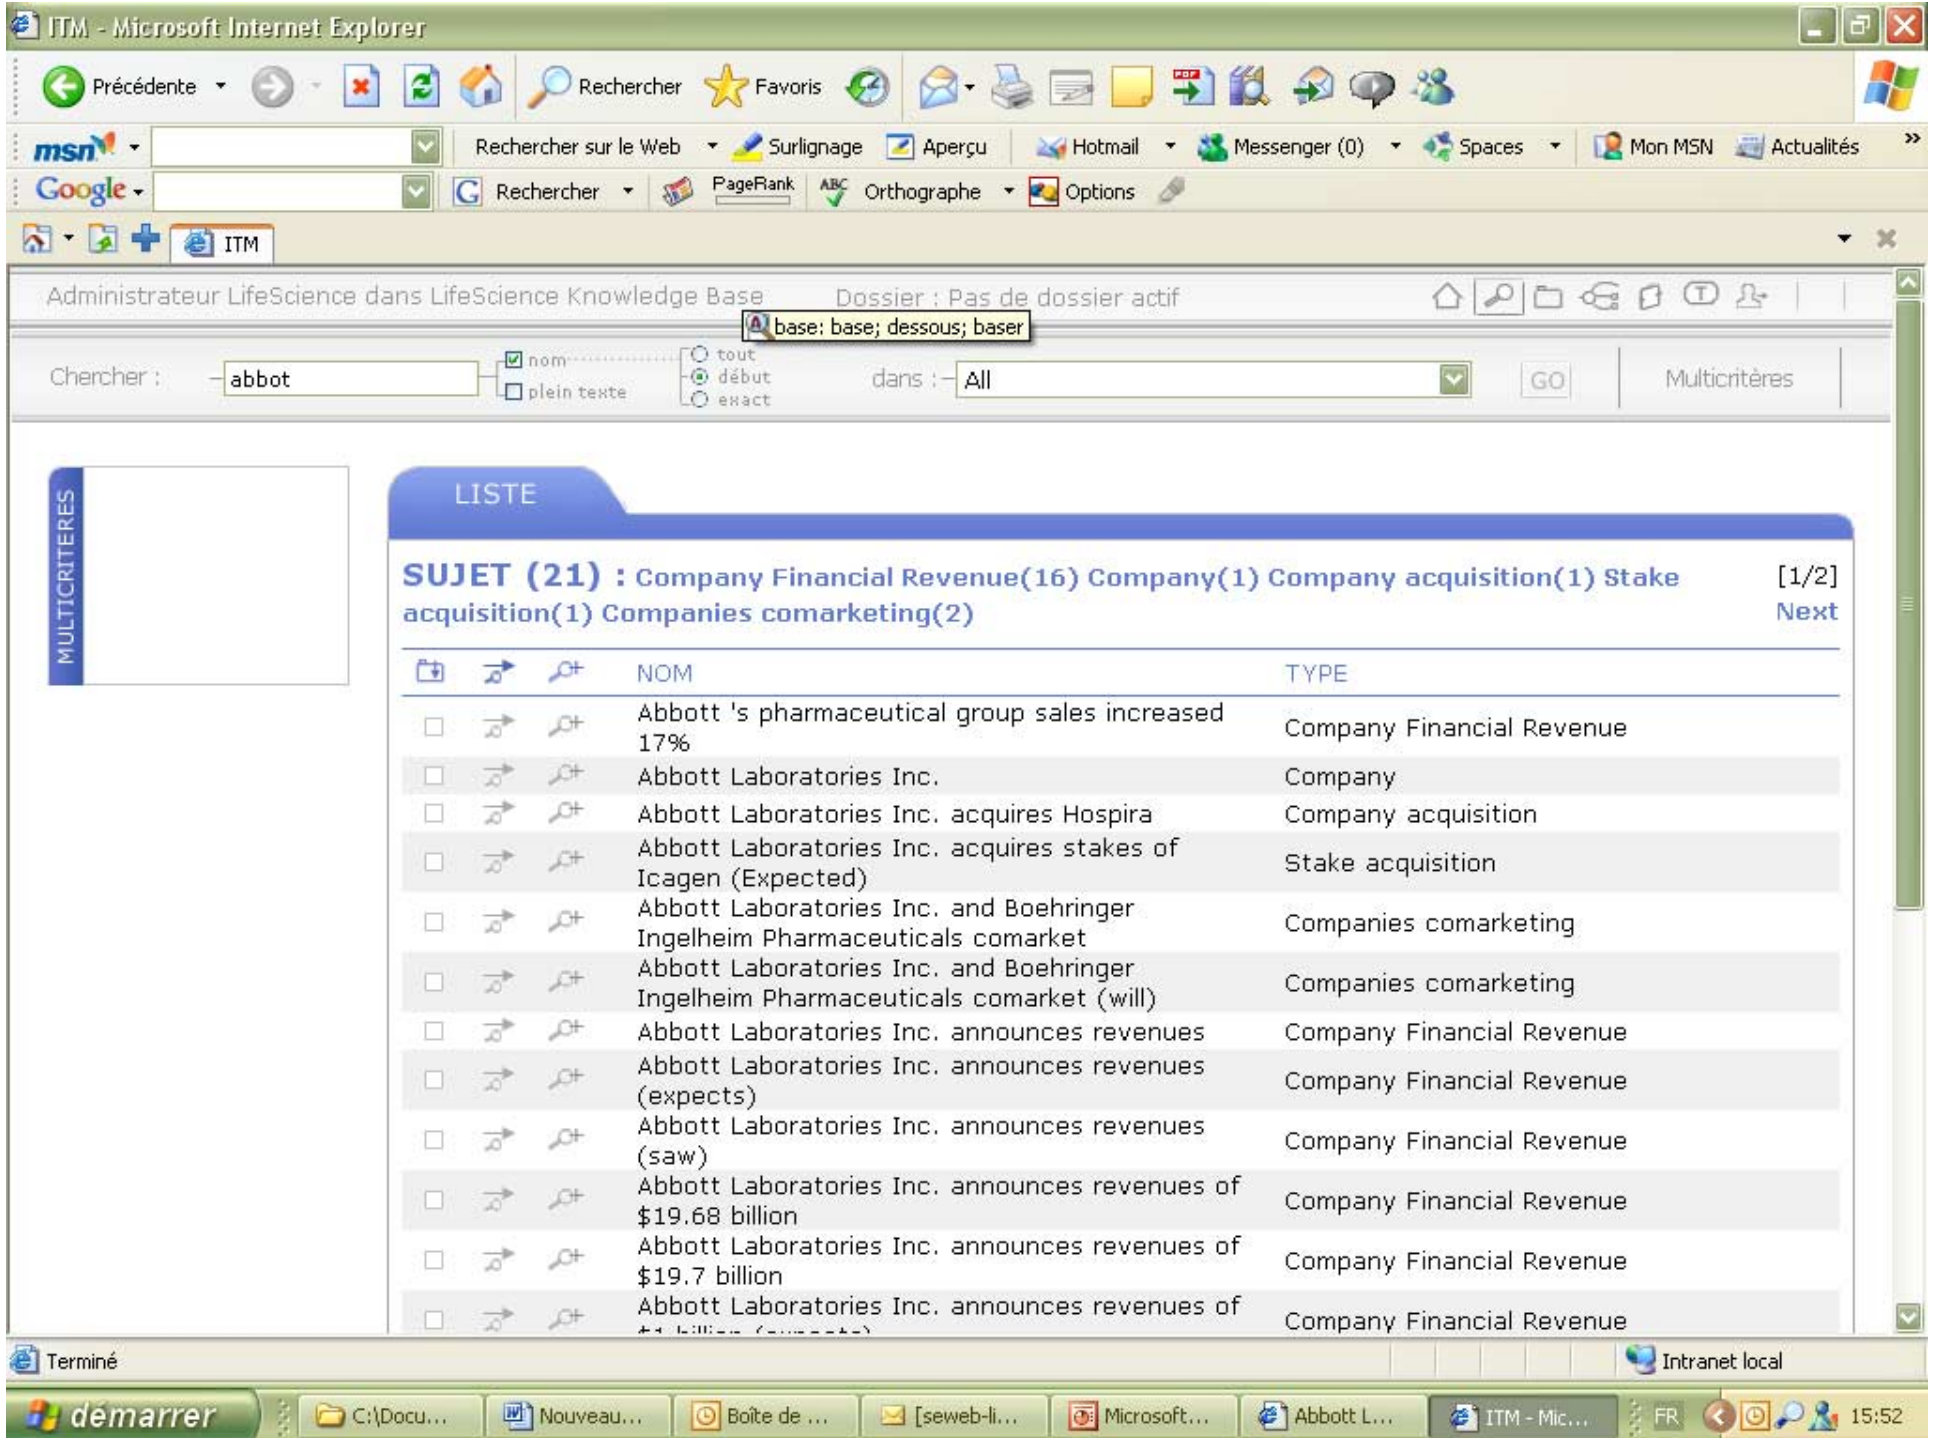 ITM - Microsoft Internet Explorer
Précédente Rechercher Favoris
msn Rechercher sur le Web Surlignage Aperçu Hotmail Messenger (0) Spaces Mon MSN Actualités »
Google G Rechercher PageRank ABC Orthographe Options
ITM
Administrateur LifeScience dans LifeScience Knowledge Base Dossier : Pas de dossier actif
base: base; dessous; baser
Chercher : abbot nom plein texte tout début exact dans : All GO Multicritères
MULTICRITERES
LISTE
SUJET (21) : Company Financial Revenue(16) Company(1) Company acquisition(1) Stake [1/2]
acquisition(1) Companies comarketing(2) Next
NOM TYPE
Abbott 's pharmaceutical group sales increased
17% Company Financial Revenue
Abbott Laboratories Inc. Company
Abbott Laboratories Inc. acquires Hospira Company acquisition
Abbott Laboratories Inc. acquires stakes of
Icagen (Expected) Stake acquisition
Abbott Laboratories Inc. and Boehringer
Ingelheim Pharmaceuticals comarket Companies comarketing
Abbott Laboratories Inc. and Boehringer
Ingelheim Pharmaceuticals comarket (will) Companies comarketing
Abbott Laboratories Inc. announces revenues Company Financial Revenue
Abbott Laboratories Inc. announces revenues
(expects) Company Financial Revenue
Abbott Laboratories Inc. announces revenues
(saw) Company Financial Revenue
Abbott Laboratories Inc. announces revenues of
$19.68 billion Company Financial Revenue
Abbott Laboratories Inc. announces revenues of
$19.7 billion Company Financial Revenue
Abbott Laboratories Inc. announces revenues of
Company Financial Revenue
Terminé Intranet local
démarrer C:\Docu... Nouveau... Boîte de ... [seweb-li... Microsoft... Abbott L... ITM - Mic... FR 15:52